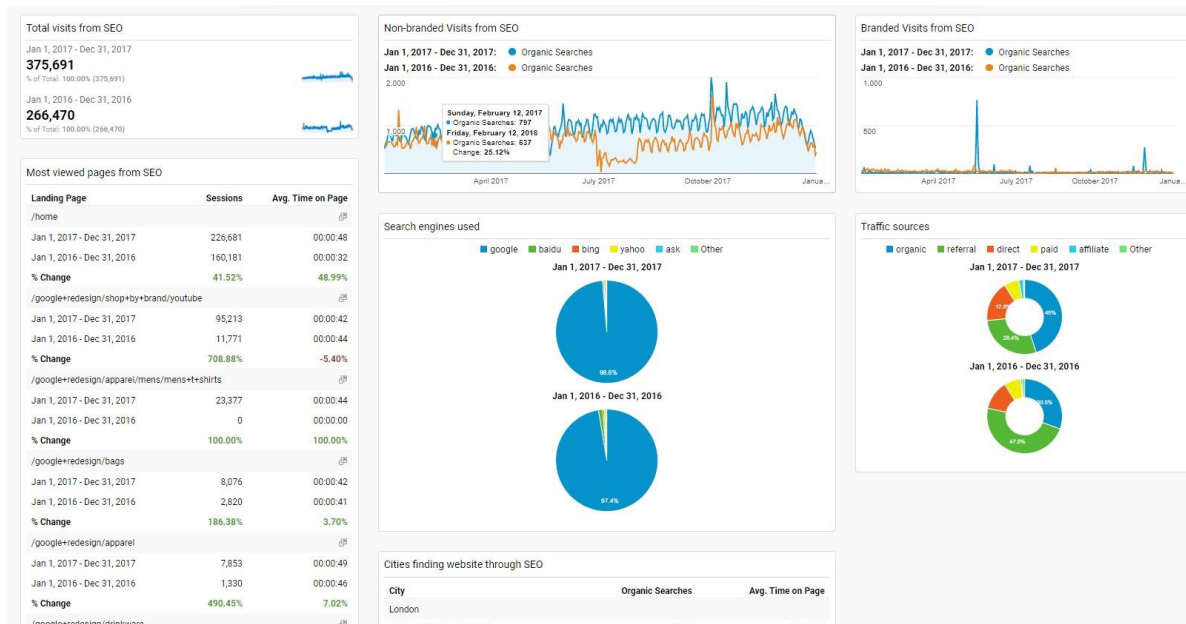 Total visits from SEO
Jan 1, 2017 - Dec 31, 2017
375,691
% of Total: 100.00% (375,691)
Jan 1, 2016 - Dec 31, 2016
266,470
% of Total: 100.00% (266,470)
Most viewed pages from SEO
Landing Page Sessions Avg. Time on Page
/home
Jan 1, 2017 - Dec 31, 2017 226,681 00:00:48
Jan 1, 2016 - Dec 31, 2016 160,181 00:00:32
% Change 41.52% 48.99%
/google+redesign/shop+by+brand/youtube
Jan 1, 2017 - Dec 31, 2017 95,213 00:00:42
Jan 1, 2016 - Dec 31, 2016 11,771 00:00:44
% Change 708.88% -5.40%
/google+redesign/apparel/mens/mens+t+shirts
Jan 1, 2017 - Dec 31, 2017 23,377 00:00:44
Jan 1, 2016 - Dec 31, 2016 0 00:00:00
% Change 100.00% 100.00%
/google+redesign/bags
Jan 1, 2017 - Dec 31, 2017 8,076 00:00:42
Jan 1, 2016 - Dec 31, 2016 2,820 00:00:41
% Change 186.38% 3.70%
/google+redesign/apparel
Jan 1, 2017 - Dec 31, 2017 7,853 00:00:49
Jan 1, 2016 - Dec 31, 2016 1,330 00:00:46
% Change 490.45% 7.02%
/google+redesign/drinkware
Non-branded Visits from SEO
Jan 1, 2017 - Dec 31, 2017: Organic Searches
Jan 1, 2016 - Dec 31, 2016: Organic Searches
2,000
1,000
Sunday, February 12, 2017
Organic Searches: 797
Friday, February 12, 2016
Organic Searches: 637
Change: 25.12%
April 2017 July 2017 October 2017 Janua...
Search engines used
google baidu bing yahoo ask Other
Jan 1, 2017 - Dec 31, 2017
98.6%
Jan 1, 2016 - Dec 31, 2016
97.4%
Cities finding website through SEO
City Organic Searches Avg. Time on Page
London
Branded Visits from SEO
Jan 1, 2017 - Dec 31, 2017: Organic Searches
Jan 1, 2016 - Dec 31, 2016: Organic Searches
1,000
500
April 2017 July 2017 October 2017 Janua...
Traffic sources
organic referral direct paid affiliate Other
Jan 1, 2017 - Dec 31, 2017
17.6%
45%
28.4%
Jan 1, 2016 - Dec 31, 2016
30.6%
47.9%